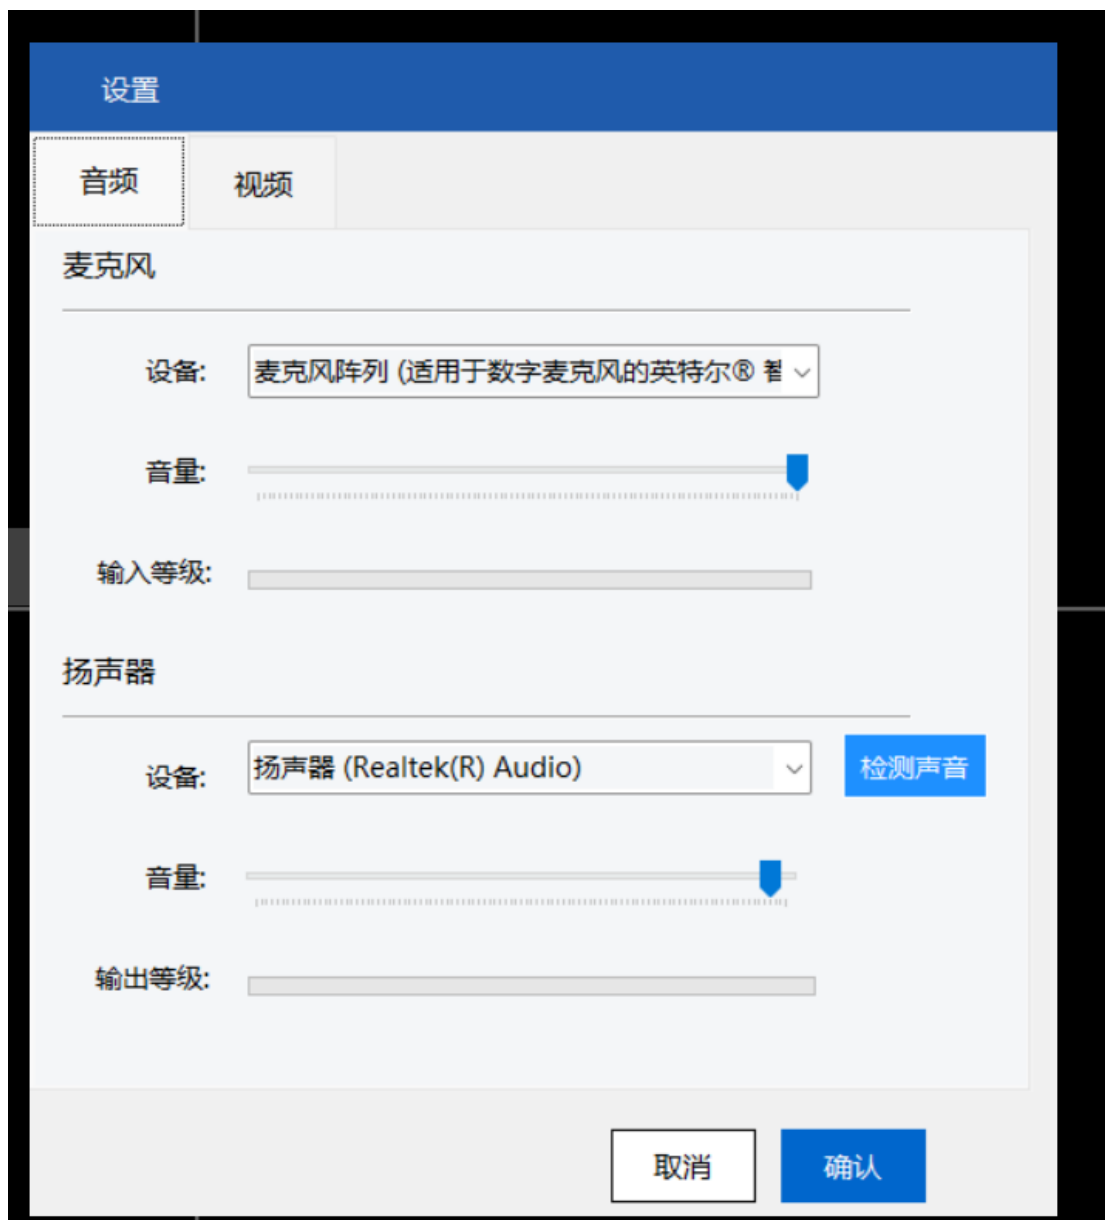 设置
音频
视频
麦克风
设备:
麦克风阵列 (适用于数字麦克风的英特尔® 智
音量:
输入等级:
扬声器
设备:
扬声器 (Realtek(R) Audio)
检测声音
音量:
输出等级:
取消
确认